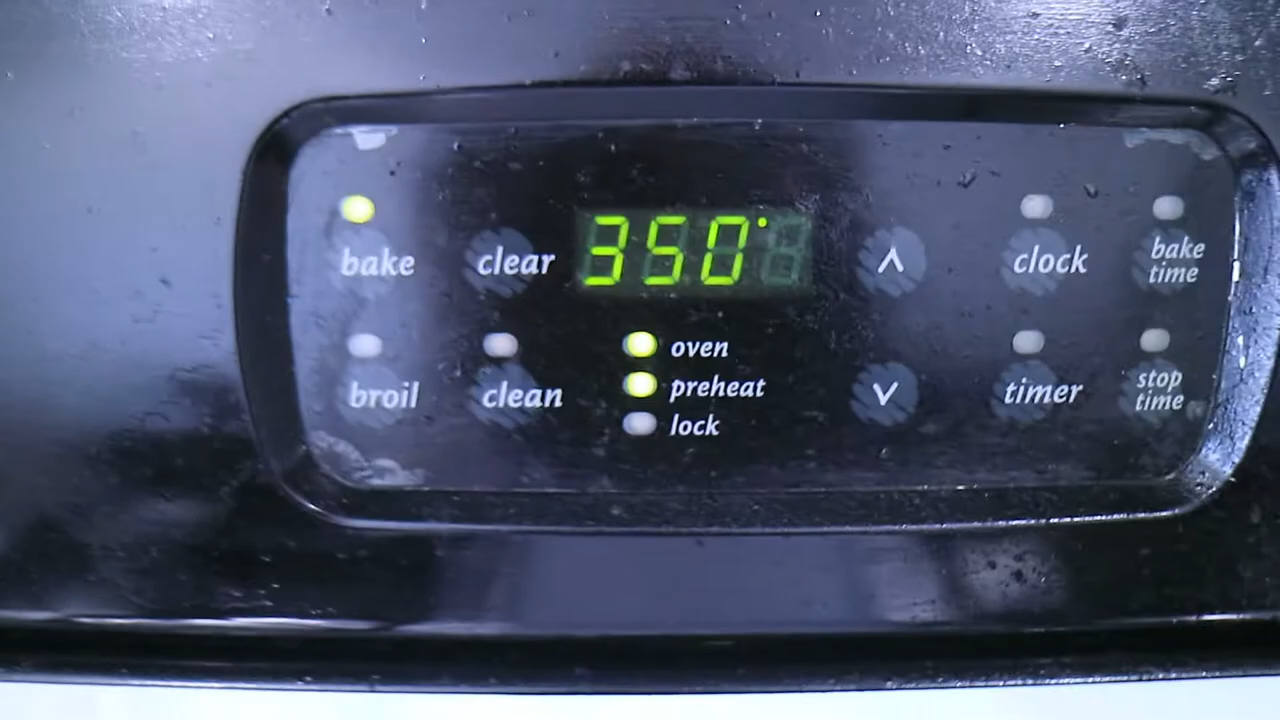 bake
clear
350°
^
clock
bake
time
broil
clean
oven
preheat
lock
v
timer
stop
time